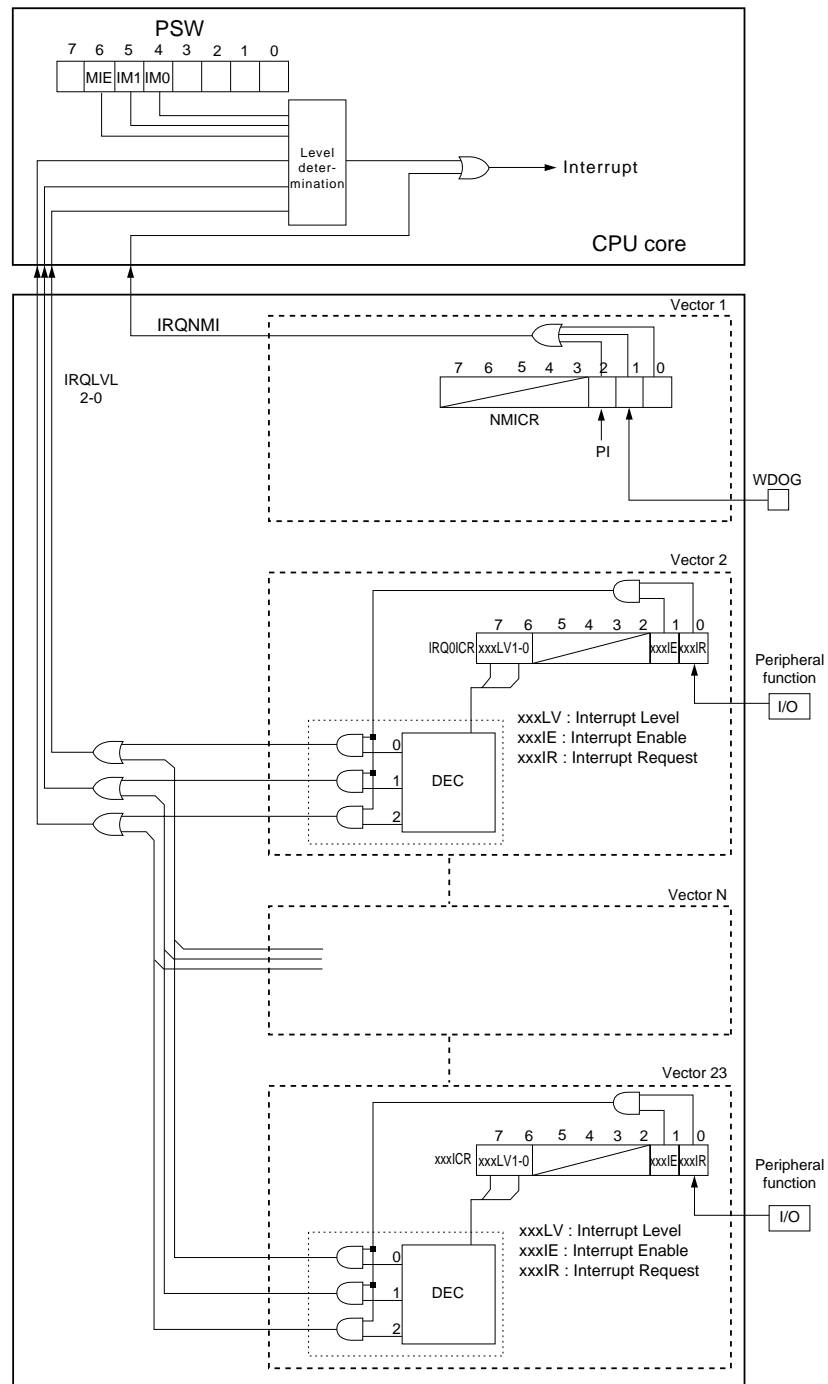 PSW
7 6 5 4 3 2 1 0
MIE IM1 IM0
Level
deter-
mination
Interrupt
CPU core
Vector 1
IRQNMI
IRQLVL
2-0
7 6 5 4 3 2 1 0
NMICR
PI
WDOG
Vector 2
7 6 5 4 3 2 1 0
IRQ0ICR xxxLV1-0 xxxIE xxxIR
Peripheral
function
I/O
xxxLV : Interrupt Level
xxxIE : Interrupt Enable
xxxIR : Interrupt Request
0
1
2
DEC
Vector N
Vector 23
7 6 5 4 3 2 1 0
xxxICR xxxLV1-0 xxxIE xxxIR
Peripheral
function
I/O
xxxLV : Interrupt Level
xxxIE : Interrupt Enable
xxxIR : Interrupt Request
0
1
2
DEC